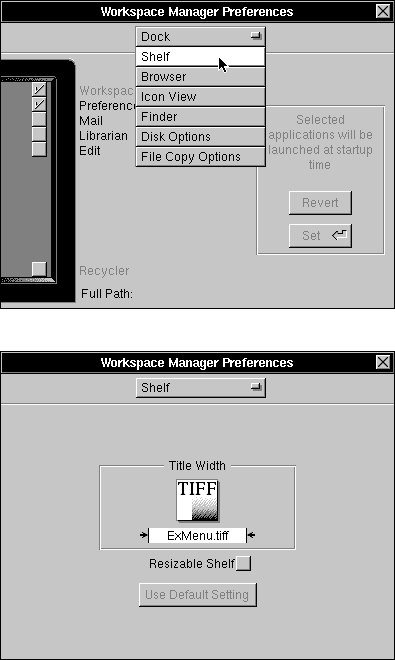 Workspace Manager Preferences
Dock
Shelf
Browser
Icon View
Finder
Disk Options
File Copy Options
Workspac
Preference
Mail
Librarian
Edit
Recycler
Full Path:
Selected
applications will be
launched at startup
time
Revert
Set
Workspace Manager Preferences
Shelf
Title Width
TIFF
ExMenu.tiff
Resizable Shelf
Use Default Setting